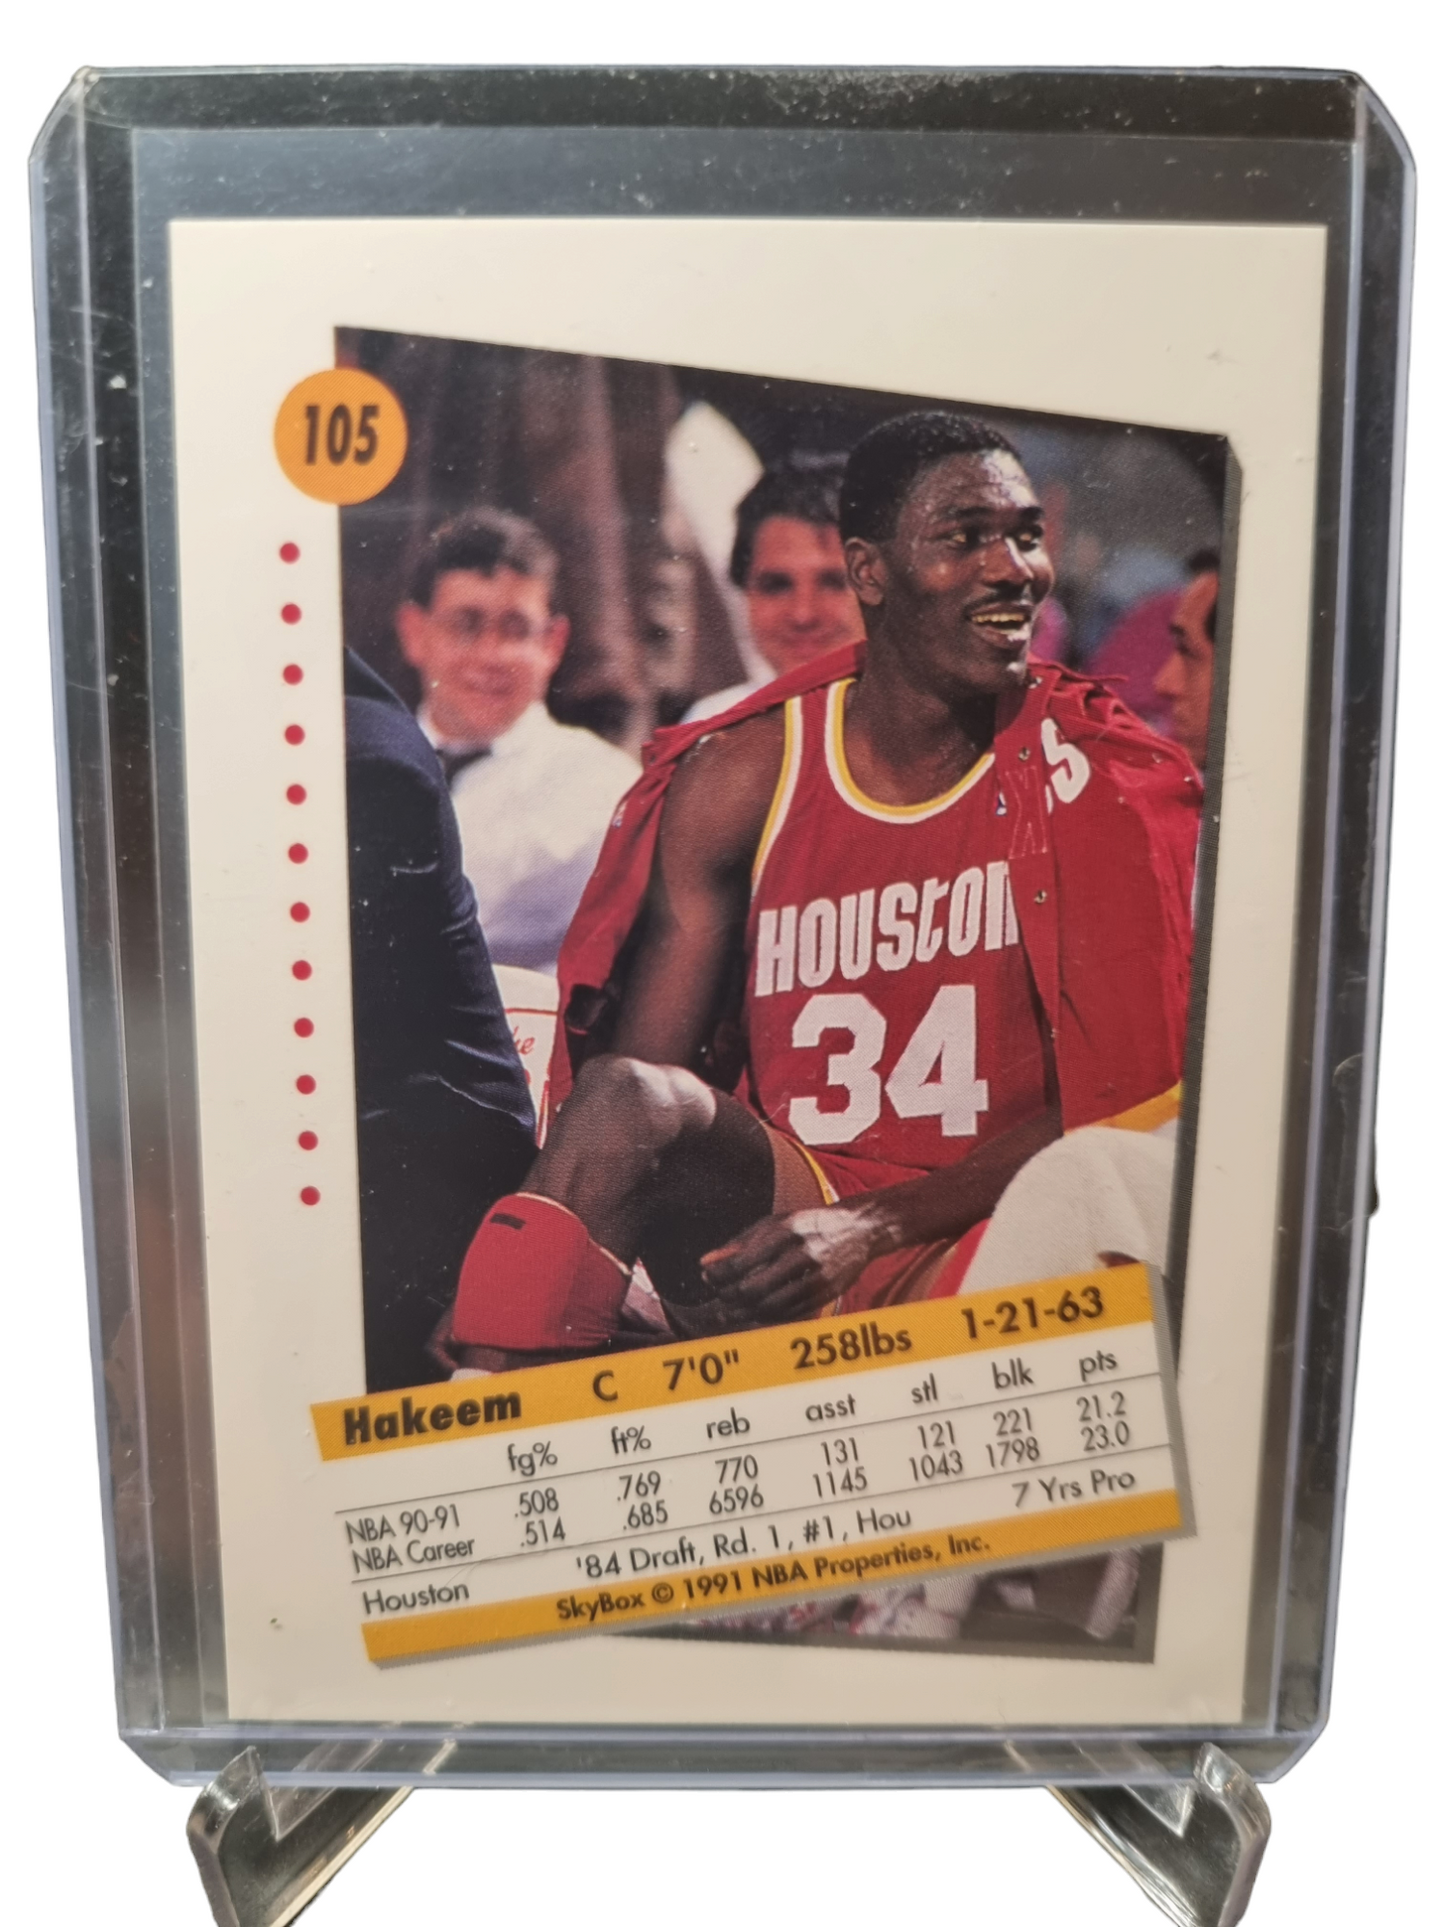 105
S
HOUSTON
34
Hakeem C 7'0" 258lbs 1-21-63
fg% ft% reb asst stl blk pts
NBA 90-91 .508 .769 770 131 121 221 21.2
NBA Career .514 .685 6596 1145 1043 1798 23.0
Houston '84 Draft, Rd. 1, #1, Hou 7 Yrs Pro
SkyBox © 1991 NBA Properties, Inc.